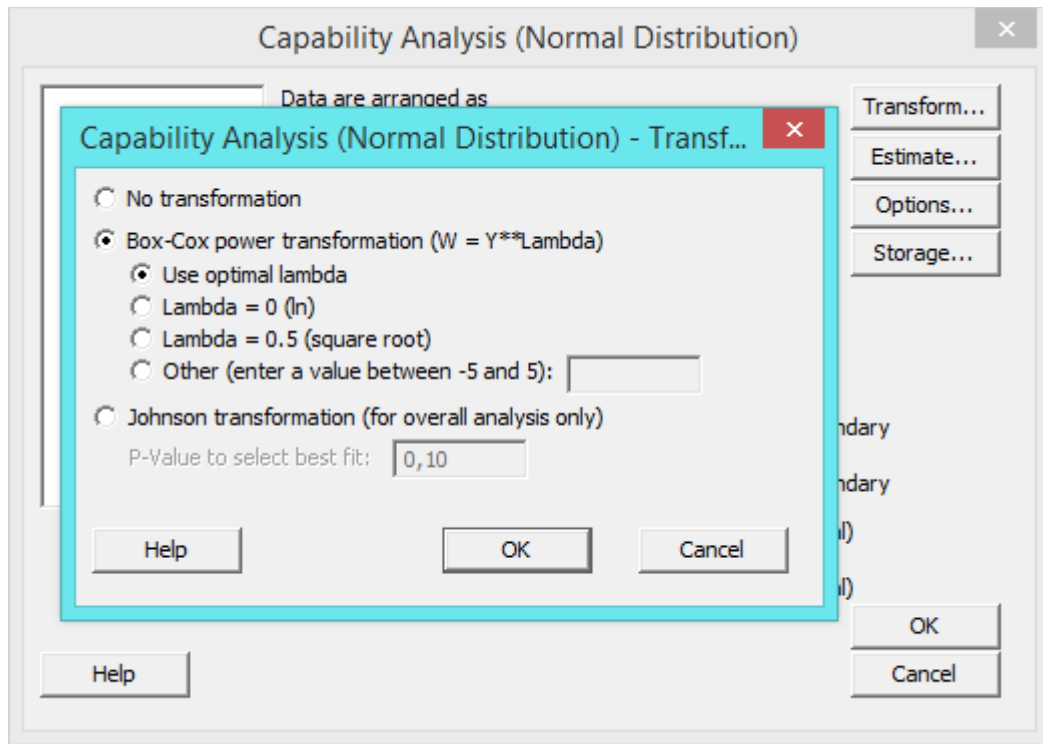 Capability Analysis (Normal Distribution)
Data are arranged as
Transform...
Capability Analysis (Normal Distribution) - Transf...
Estimate...
No transformation
Options...
Box-Cox power transformation (W = Y**Lambda)
Storage...
Use optimal lambda
Lambda = 0 (ln)
Lambda = 0.5 (square root)
Other (enter a value between -5 and 5):
Johnson transformation (for overall analysis only)
ndary
P-Value to select best fit: 0,10
ndary
l)
Help OK Cancel
l)
OK
Help Cancel